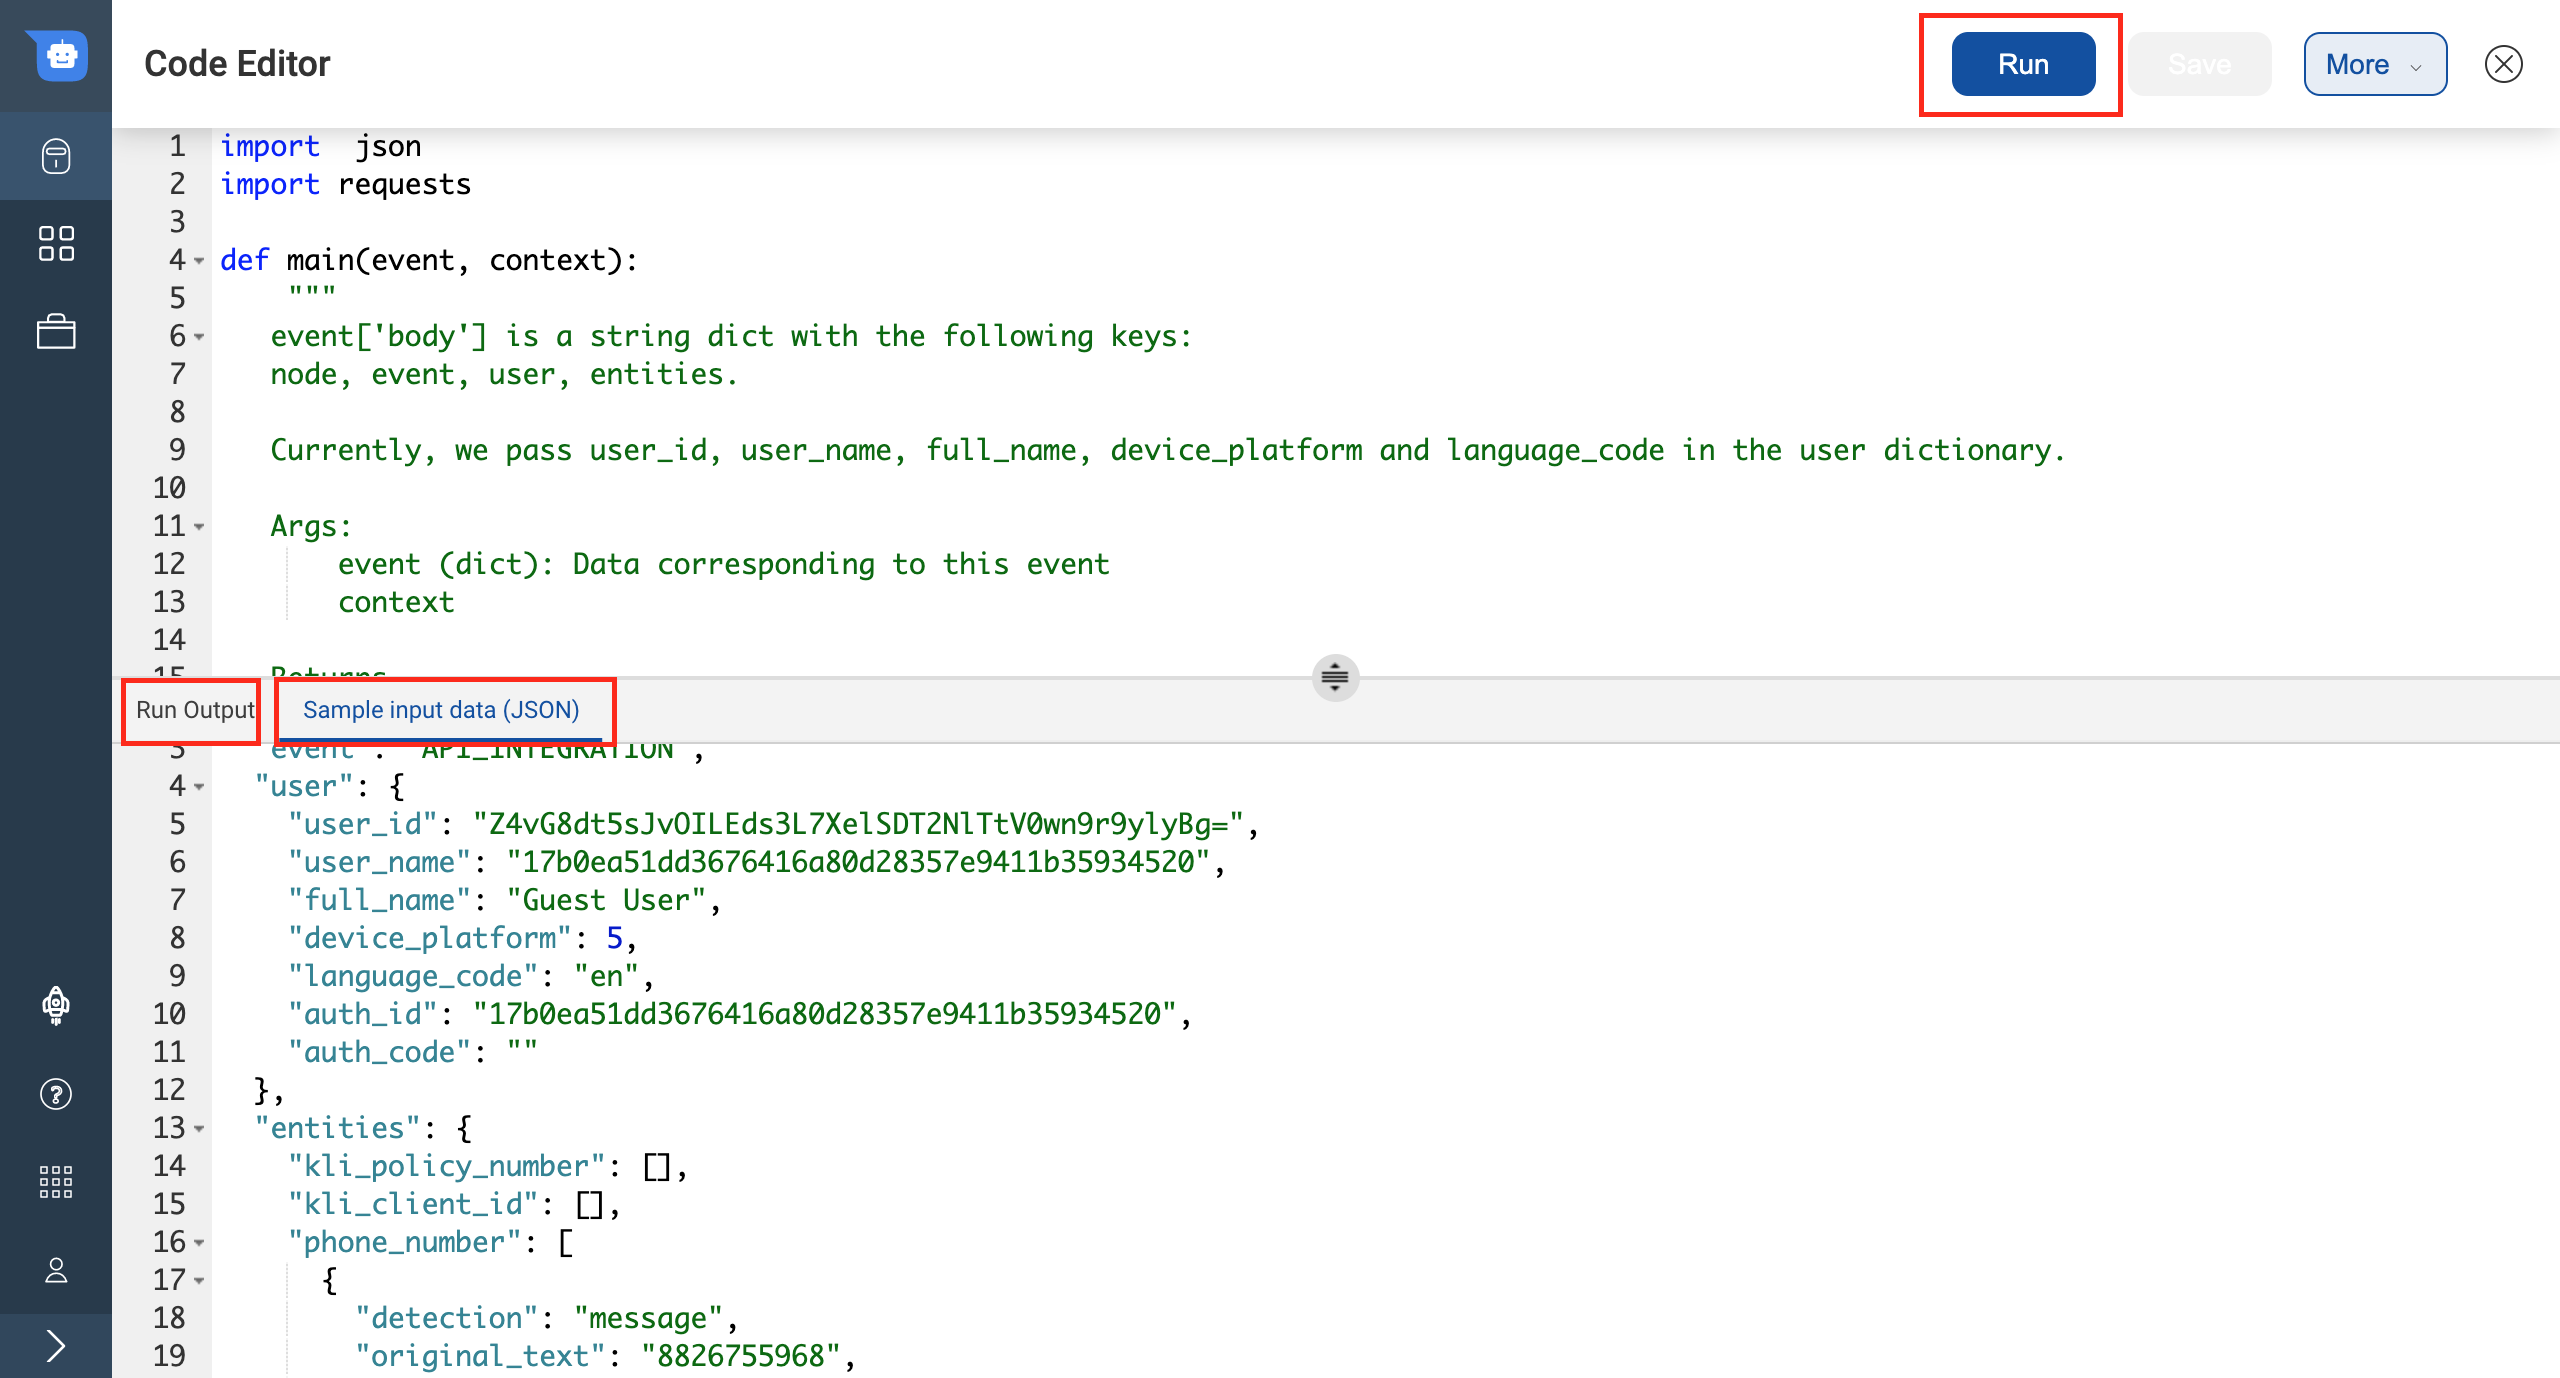 Code Editor
Run
Save
More
1 import  json
2 import requests
3
4 def main(event, context):
5     """
6    event['body'] is a string dict with the following keys:
7    node, event, user, entities.
8
9    Currently, we pass user_id, user_name, full_name, device_platform and language_code in the user dictionary.
10
11    Args:
12        event (dict): Data corresponding to this event
13        context
14
15    Returns
Run Output
Sample input data (JSON)
3   "event": "API_INTEGRATION",
4   "user": {
5     "user_id": "Z4vG8dt5sJvOILEds3L7XelSDT2NlTtV0wn9r9ylyBg=",
6     "user_name": "17b0ea51dd3676416a80d28357e9411b35934520",
7     "full_name": "Guest User",
8     "device_platform": 5,
9     "language_code": "en",
10     "auth_id": "17b0ea51dd3676416a80d28357e9411b35934520",
11     "auth_code": ""
12   },
13   "entities": {
14     "kli_policy_number": [],
15     "kli_client_id": [],
16     "phone_number": [
17       {
18         "detection": "message",
19         "original_text": "8826755968",